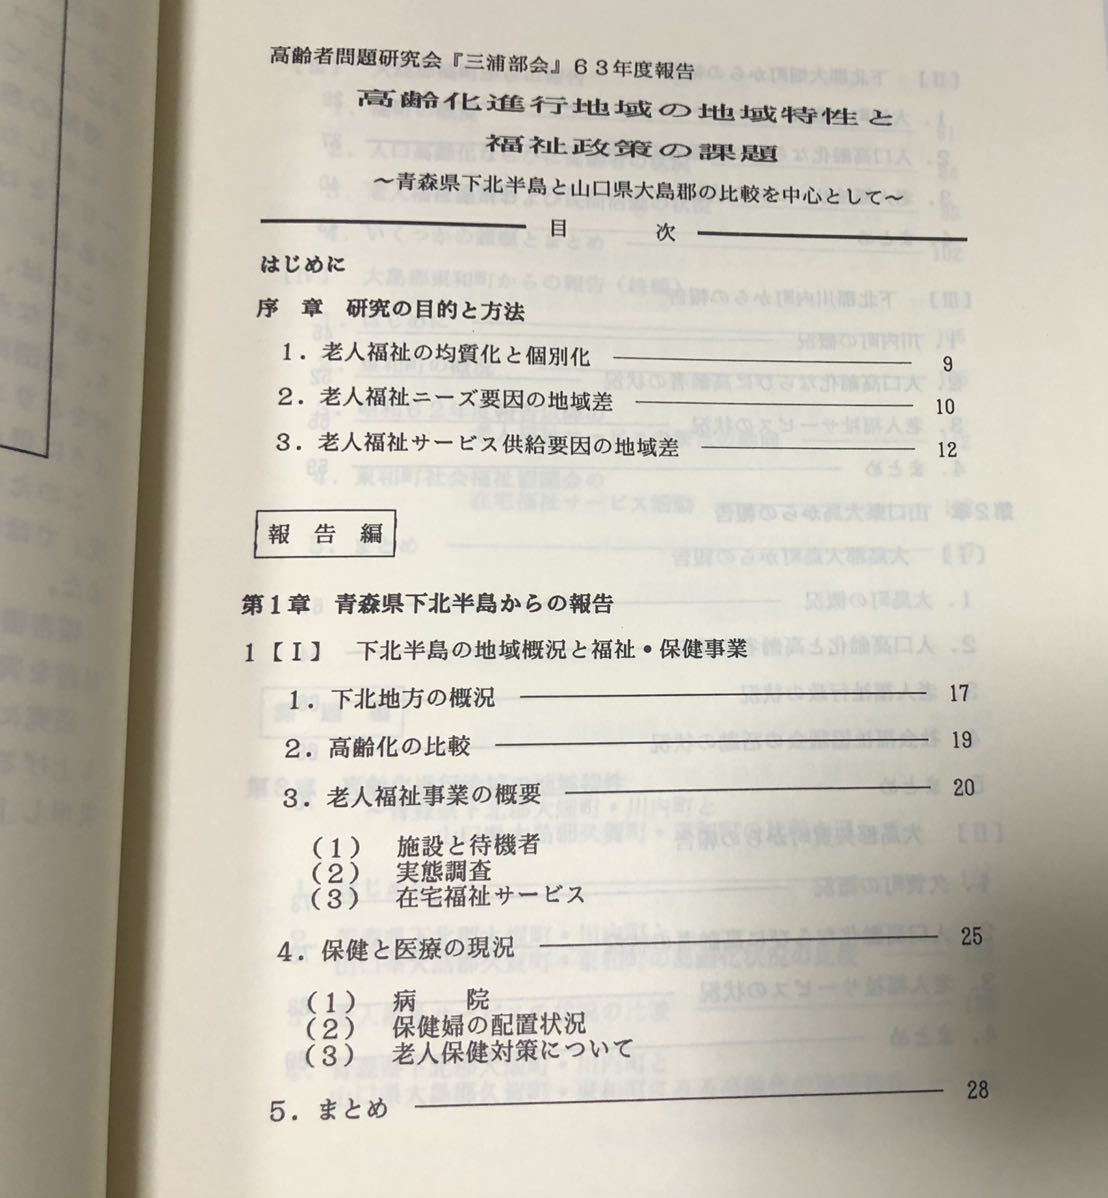 高齢者問題研究会『三浦部会』63年度報告
高齢化進行地域の地域特性と
福祉政策の課題
～青森県下北半島と山口県大島郡の比較を中心として～
目　次
はじめに
序　章　研究の目的と方法
1．老人福祉の均質化と個別化　9
2．老人福祉ニーズ要因の地域差　10
3．老人福祉サービス供給要因の地域差　12
報告編
第1章　青森県下北半島からの報告
1【Ⅰ】　下北半島の地域概況と福祉・保健事業
1．下北地方の概況　17
2．高齢化の比較　19
3．老人福祉事業の概要　20
(1)　施設と待機者
(2)　実態調査
(3)　在宅福祉サービス
4．保健と医療の現況　25
(1)　病　院
(2)　保健婦の配置状況
(3)　老人保健対策について
5．まとめ　28